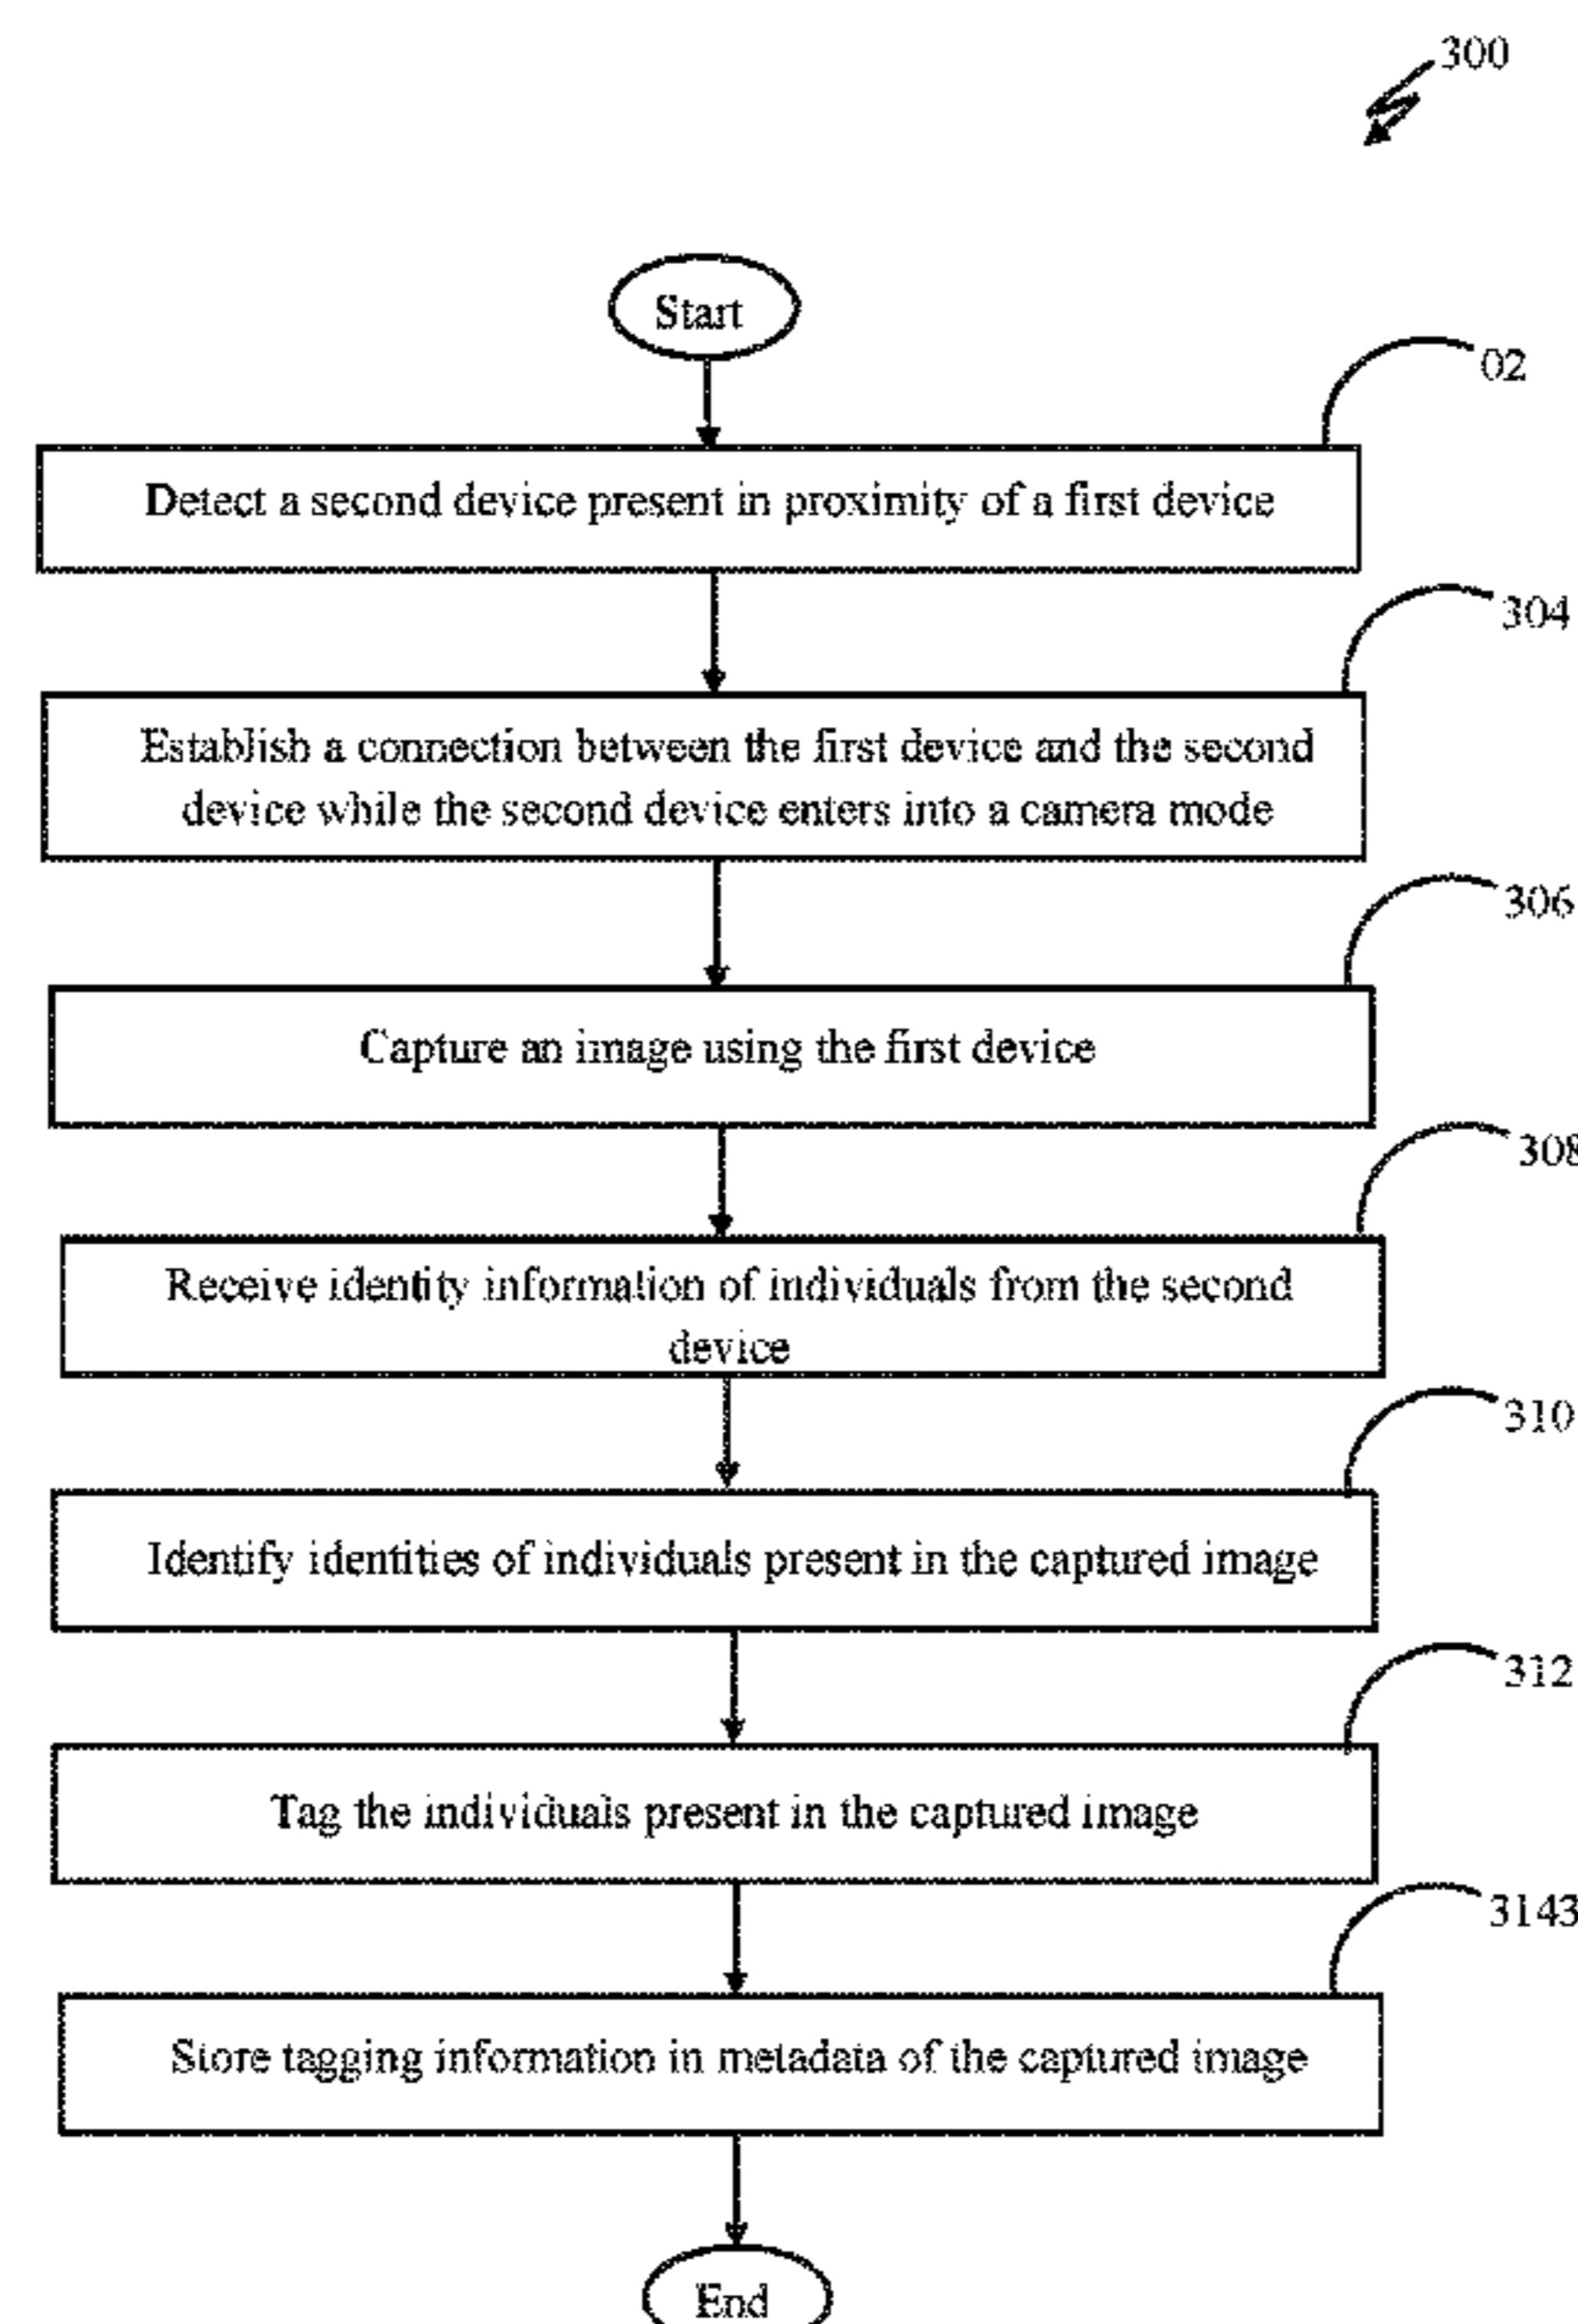 300
Start
02
Detect a second device present in proximity of a first device
304
Establish a connection between the first device and the second
device while the second device enters into a camera mode
306
Capture an image using the first device
308
Receive identity information of individuals from the second
device
310
Identify identities of individuals present in the captured image
312
Tag the individuals present in the captured image
3143
Store tagging information in metadata of the captured image
End